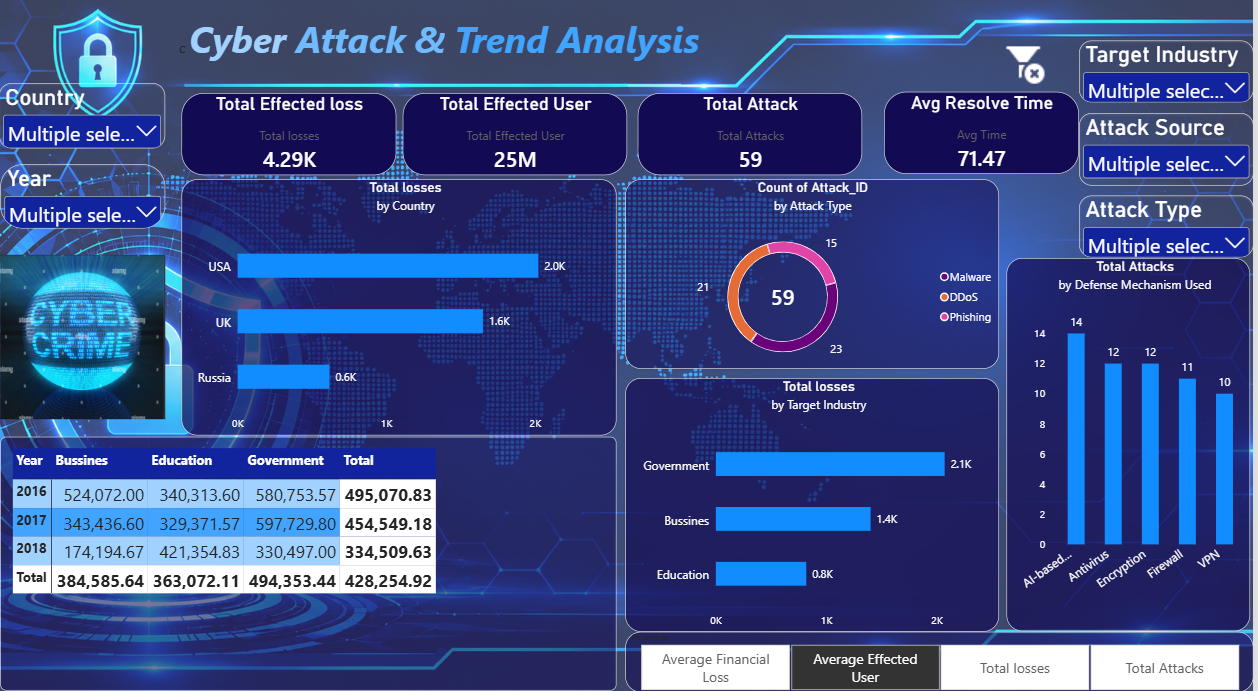 Cyber Attack & Trend Analysis
Country
Multiple sele...
Year
Multiple sele...
CYBER
CRIME
Total Effected loss
Total losses
4.29K
Total Effected User
Total Effected User
25M
Total Attack
Total Attacks
59
Avg Resolve Time
Avg Time
71.47
Target Industry
Multiple selec...
Attack Source
Multiple selec...
Attack Type
Multiple selec...
Total losses
by Country
USA 2.0K
UK 1.6K
Russia 0.6K
0K 1K 2K
Count of Attack_ID
by Attack Type
15
21
59
23
Malware
DDoS
Phishing
Total losses
by Target Industry
Government 2.1K
Bussines 1.4K
Education 0.8K
0K 1K 2K
Total Attacks
by Defense Mechanism Used
14
12
10
8
6
4
2
0
14 12 12 11 10
AI-based... Antivirus Encryption Firewall VPN
Year Bussines Education Government Total
2016 524,072.00 340,313.60 580,753.57 495,070.83
2017 343,436.60 329,371.57 597,729.80 454,549.18
2018 174,194.67 421,354.83 330,497.00 334,509.63
Total 384,585.64 363,072.11 494,353.44 428,254.92
Average Financial
Loss
Average Effected
User
Total losses
Total Attacks